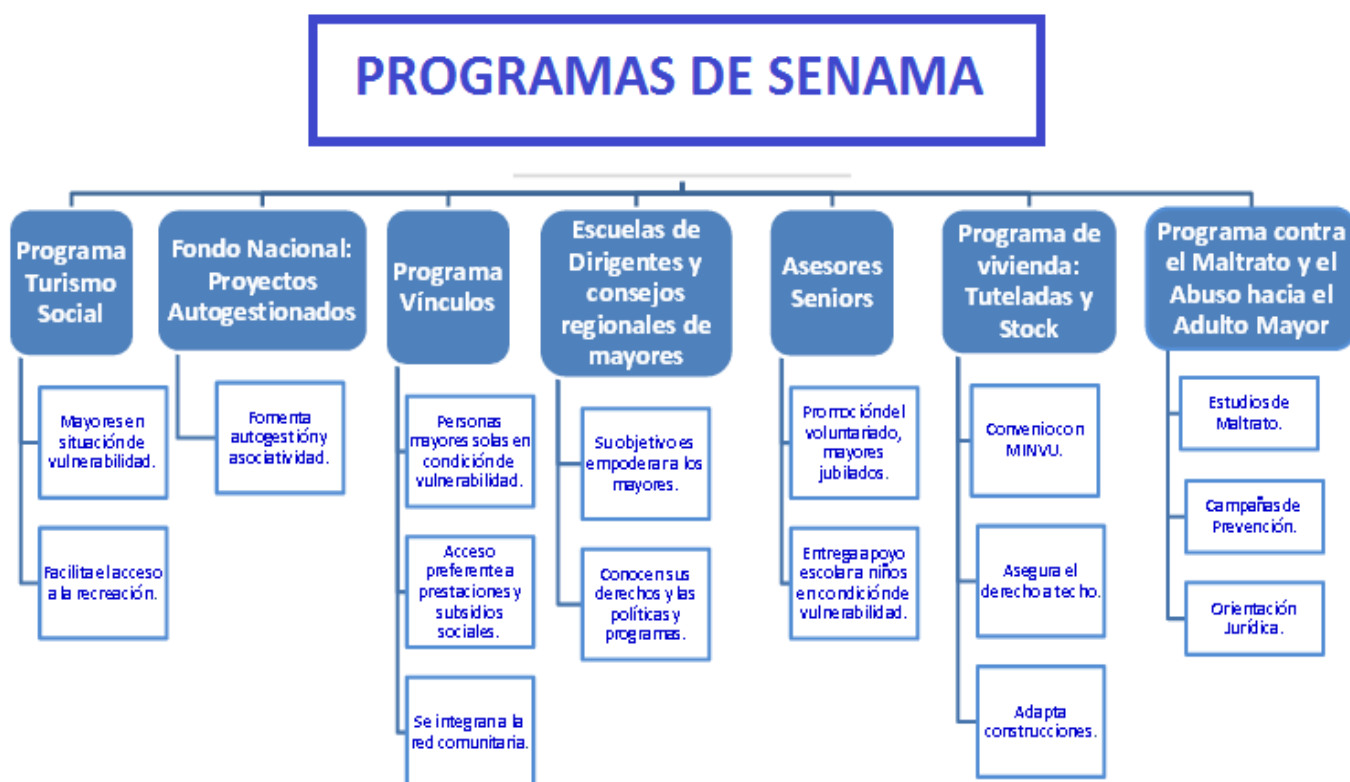 PROGRAMAS DE SENAMA
Programa
Turismo
Social
Mayores en
situación de
vulnerabilidad.
Facilita el acceso
a la recreación.
Fondo Nacional:
Proyectos
Autogestionados
Fomenta
autogestión y
asociatividad.
Programa
Vínculos
Personas
mayores solas en
condición de
vulnerabilidad.
Acceso
preferente a
prestaciones y
subsidios
sociales.
Se integran a la
red comunitaria.
Escuelas de
Dirigentes y
consejos
regionales de
mayores
Su objetivo es
empoderar a los
mayores.
Conocen sus
derechos y las
políticas y
programas.
Asesores
Seniors
Promoción del
voluntariado,
mayores
jubilados.
Entrega apoyo
escolar a niños
en condición de
vulnerabilidad.
Programa de
vivienda:
Tuteladas y
Stock
Convenio con
MINVU.
Asegura el
derecho a techo.
Adapta
construcciones.
Programa contra
el Maltrato y el
Abuso hacia el
Adulto Mayor
Estudios de
Maltrato.
Campañas de
Prevención.
Orientación
Jurídica.